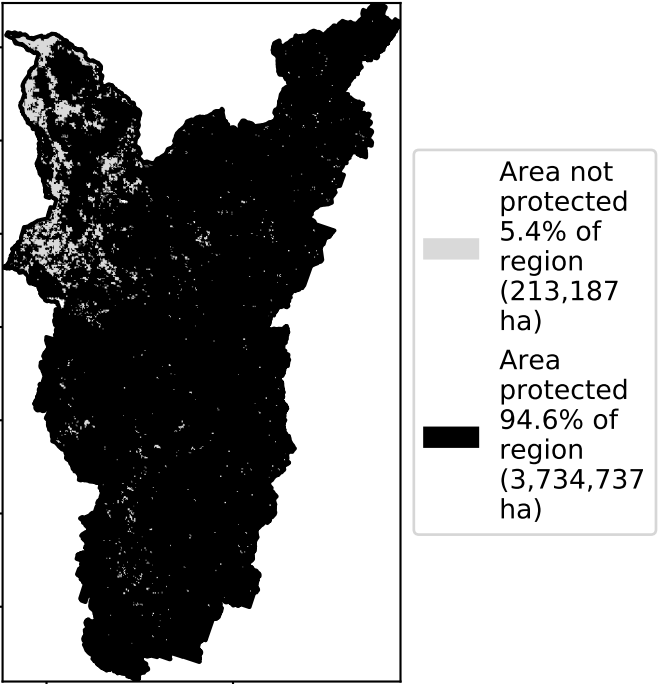 Area not
protected
5.4% of
region
(213,187
ha)
Area
protected
94.6% of
region
(3,734,737
ha)